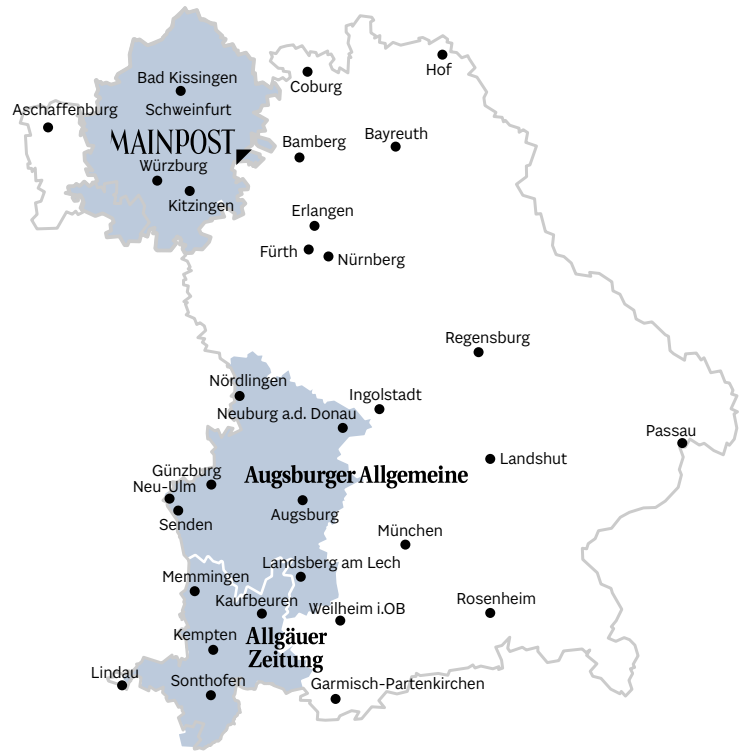 Hof
Bad Kissingen
Coburg
Aschaffenburg
Schweinfurt
MAINPOST
Bamberg
Bayreuth
Würzburg
Kitzingen
Erlangen
Fürth
Nürnberg
Regensburg
Nördlingen
Ingolstadt
Neuburg a.d. Donau
Passau
Landshut
Günzburg
Augsburger Allgemeine
Neu-Ulm
Augsburg
Senden
München
Landsberg am Lech
Memmingen
Kaufbeuren
Weilheim i.OB
Rosenheim
Kempten
Allgäuer
Zeitung
Lindau
Sonthofen
Garmisch-Partenkirchen